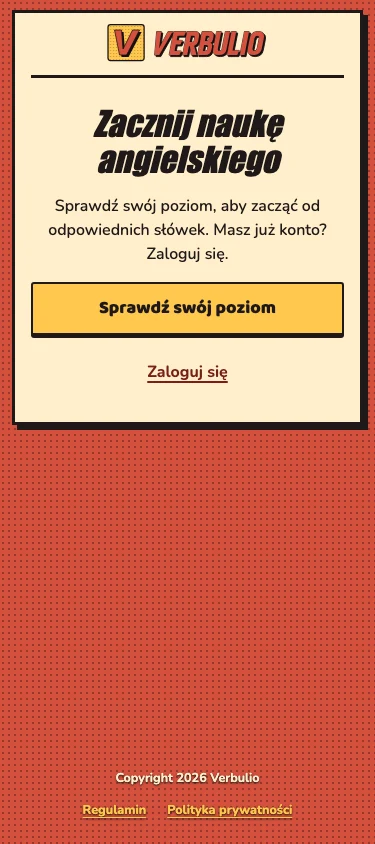 V VERBULIO
Zacznij naukę
angielskiego
Sprawdź swój poziom, aby zacząć od
odpowiednich słówek. Masz już konto?
Zaloguj się.
Sprawdź swój poziom
Zaloguj się
Copyright 2026 Verbulio
Regulamin Polityka prywatności